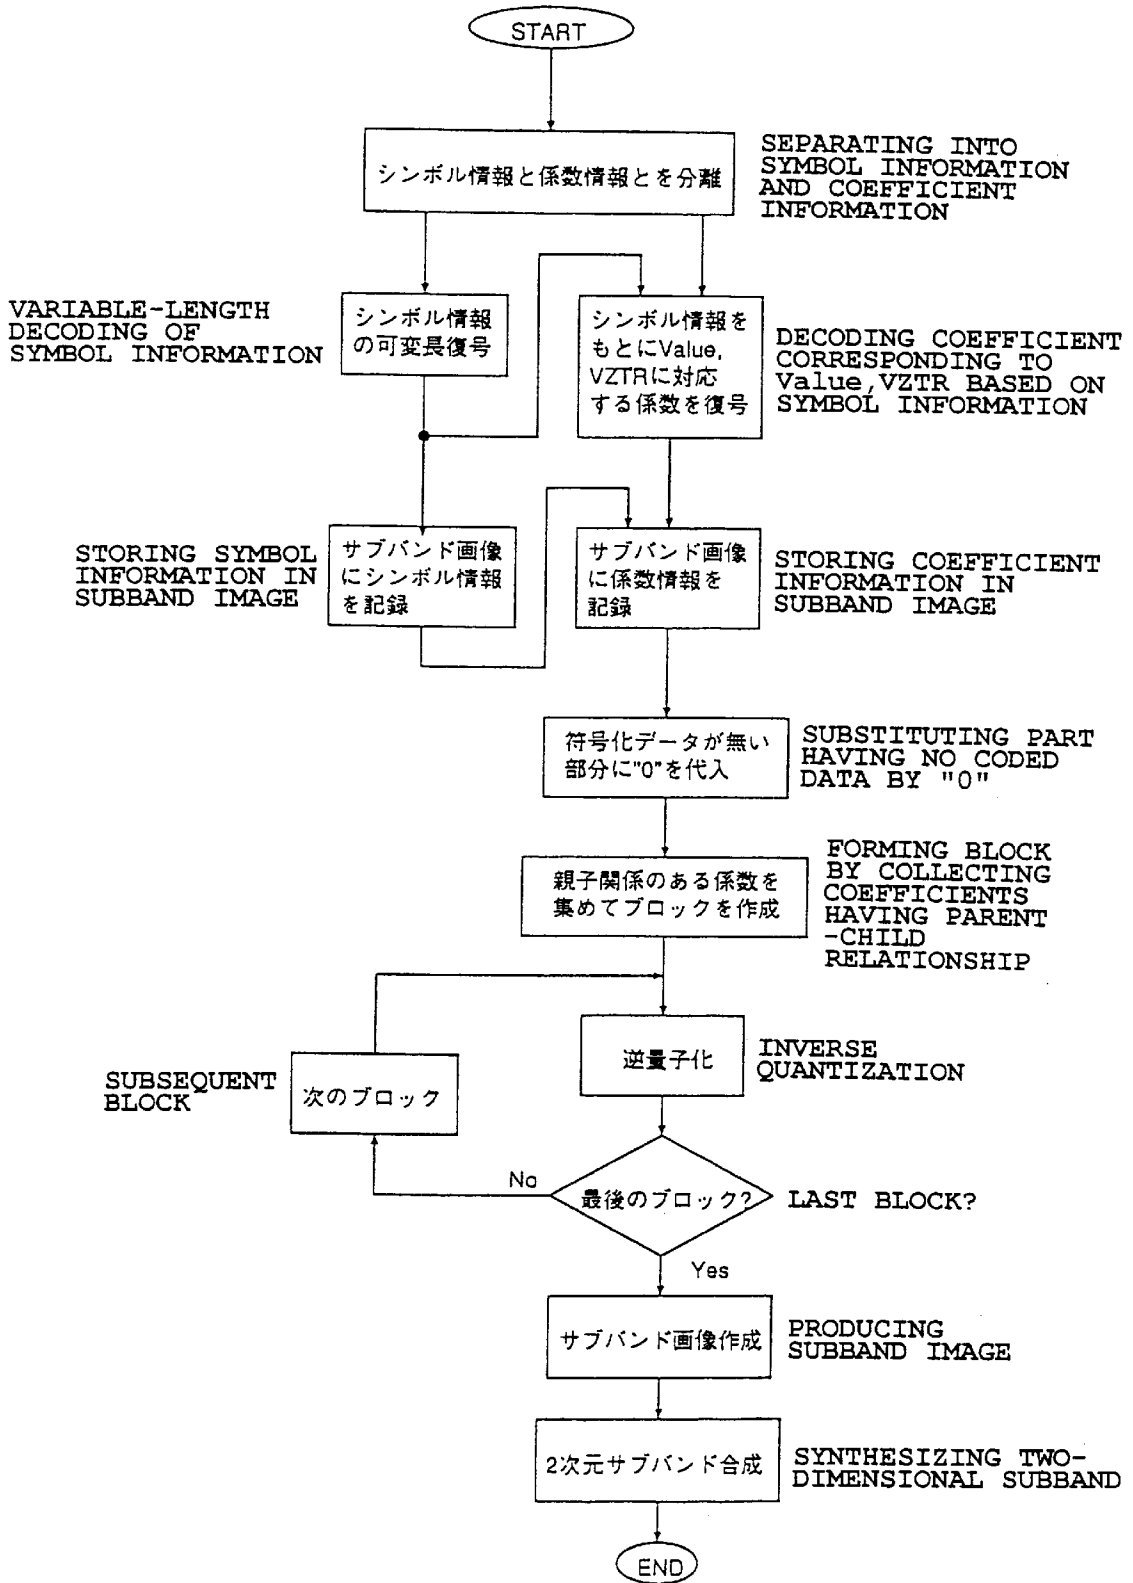 START
シンボル情報と係数情報とを分離
SEPARATING INTO
SYMBOL INFORMATION
AND COEFFICIENT
INFORMATION
VARIABLE-LENGTH
DECODING OF
SYMBOL INFORMATION
シンボル情報
の可変長復号
シンボル情報を
もとにValue,
VZTRに対応
する係数を復号
DECODING COEFFICIENT
CORRESPONDING TO
Value,VZTR BASED ON
SYMBOL INFORMATION
STORING SYMBOL
INFORMATION IN
SUBBAND IMAGE
サブバンド画像
にシンボル情報
を記録
サブバンド画像
に係数情報を
記録
STORING COEFFICIENT
INFORMATION IN
SUBBAND IMAGE
符号化データが無い
部分に"0"を代入
SUBSTITUTING PART
HAVING NO CODED
DATA BY "0"
親子関係のある係数を
集めてブロックを作成
FORMING BLOCK
BY COLLECTING
COEFFICIENTS
HAVING PARENT
-CHILD
RELATIONSHIP
逆量子化
INVERSE
QUANTIZATION
SUBSEQUENT
BLOCK
次のブロック
No
最後のブロック?
LAST BLOCK?
Yes
サブバンド画像作成
PRODUCING
SUBBAND IMAGE
2次元サブバンド合成
SYNTHESIZING TWO-
DIMENSIONAL SUBBAND
END